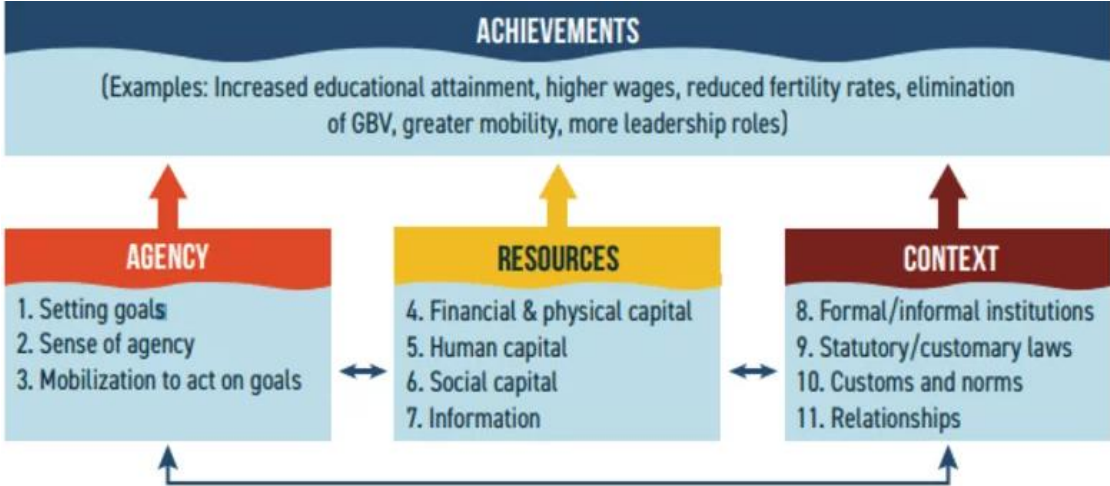 ACHIEVEMENTS
(Examples: Increased educational attainment, higher wages, reduced fertility rates, elimination
of GBV, greater mobility, more leadership roles)
AGENCY
1. Setting goals
2. Sense of agency
3. Mobilization to act on goals
RESOURCES
4. Financial & physical capital
5. Human capital
6. Social capital
7. Information
CONTEXT
8. Formal/informal institutions
9. Statutory/customary laws
10. Customs and norms
11. Relationships